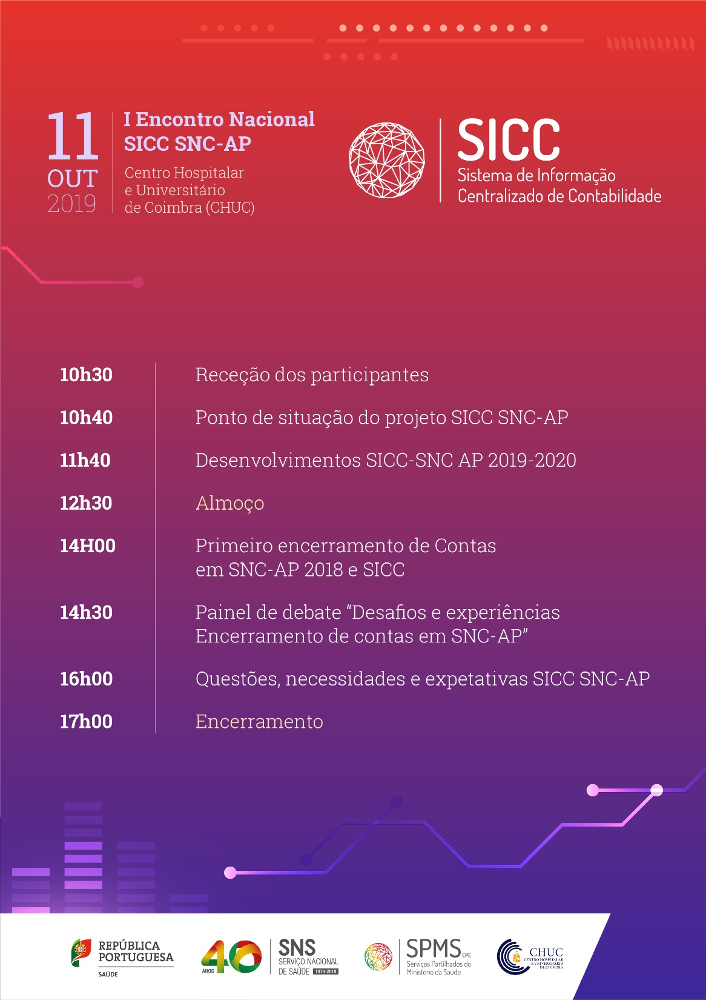 11
OUT
2019
I Encontro Nacional
SICC SNC-AP
Centro Hospitalar
e Universitário
de Coimbra (CHUC)
SICC
Sistema de Informação
Centralizado de Contabilidade
10h30 Receção dos participantes
10h40 Ponto de situação do projeto SICC SNC-AP
11h40 Desenvolvimentos SICC-SNC AP 2019-2020
12h30 Almoço
14H00 Primeiro encerramento de Contas
em SNC-AP 2018 e SICC
14h30 Painel de debate “Desafios e experiências
Encerramento de contas em SNC-AP”
16h00 Questões, necessidades e expetativas SICC SNC-AP
17h00 Encerramento
REPÚBLICA
PORTUGUESA
SAÚDE
40
ANOS
SNS
SERVIÇO NACIONAL
DE SAÚDE 1979-2019
SPMS EPE
Serviços Partilhados do
Ministério da Saúde
CHUC
CENTRO HOSPITALAR
E UNIVERSITÁRIO
DE COIMBRA